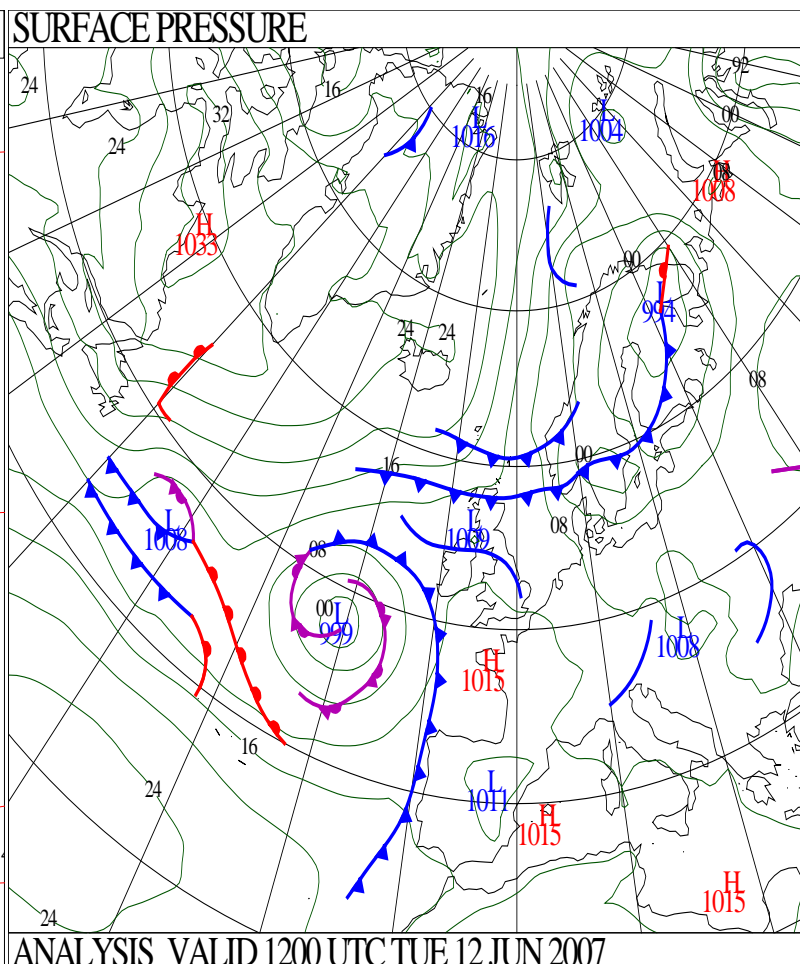 SURFACE PRESSURE
92
24
16
16
32
00
L
1016
L
1004
24
H
1008
H
1033
00
L
994
24
24
08
16
00
L
1008
L
1009
08
08
00
L
999
L
1008
H
1015
16
24
L
1011
H
1015
H
1015
24
ANALYSIS VALID 1200 UTC TUE 12 JUN 2007